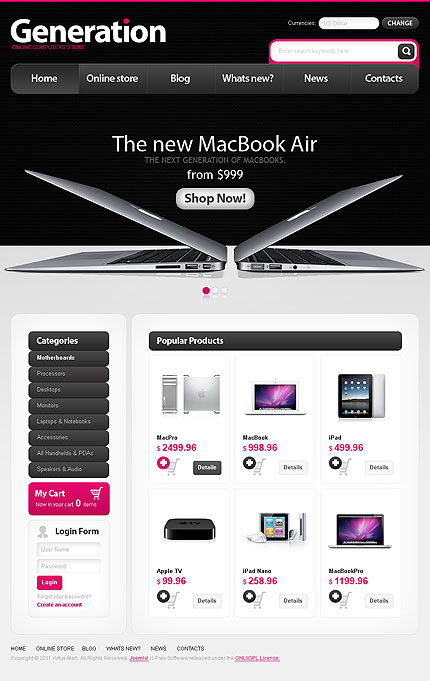 Generation
ONLINE COMPUTERS STORE
Currencies: US Dollar CHANGE
Enter search keywords here
Home Online store Blog Whats new? News Contacts
The new MacBook Air
THE NEXT GENERATION OF MACBOOKS.
from $999
Shop Now!
Categories
Motherboards
Processors
Desktops
Monitors
Laptops & Notebooks
Accessories
All Handhelds & PDAs
Speakers & Audio
My Cart
Now in your cart 0 items
Login Form
User Name
Password
Login
Forgot your password?
Create an account
Popular Products
MacPro MacBook iPad
$ 2499.96 $ 998.96 $ 499.96
Details Details Details
Apple TV iPad Nano MacBookPro
$ 99.96 $ 258.96 $ 1199.96
Details Details Details
HOME ONLINE STORE BLOG WHATS NEW? NEWS CONTACTS
Copyright © 2011 Virtue Mart. All Rights Reserved. Joomla! is Free Software released under the GNU/GPL License.